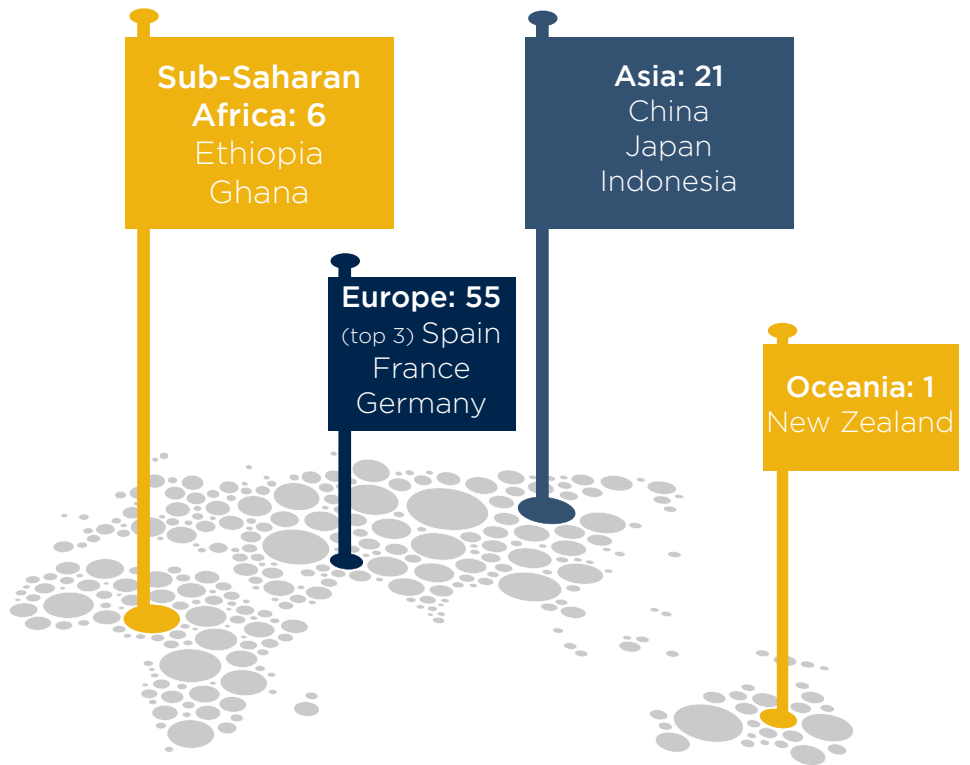 Sub-Saharan
Africa: 6
Ethiopia
Ghana
Asia: 21
China
Japan
Indonesia
Europe: 55
(top 3) Spain
France
Germany
Oceania: 1
New Zealand